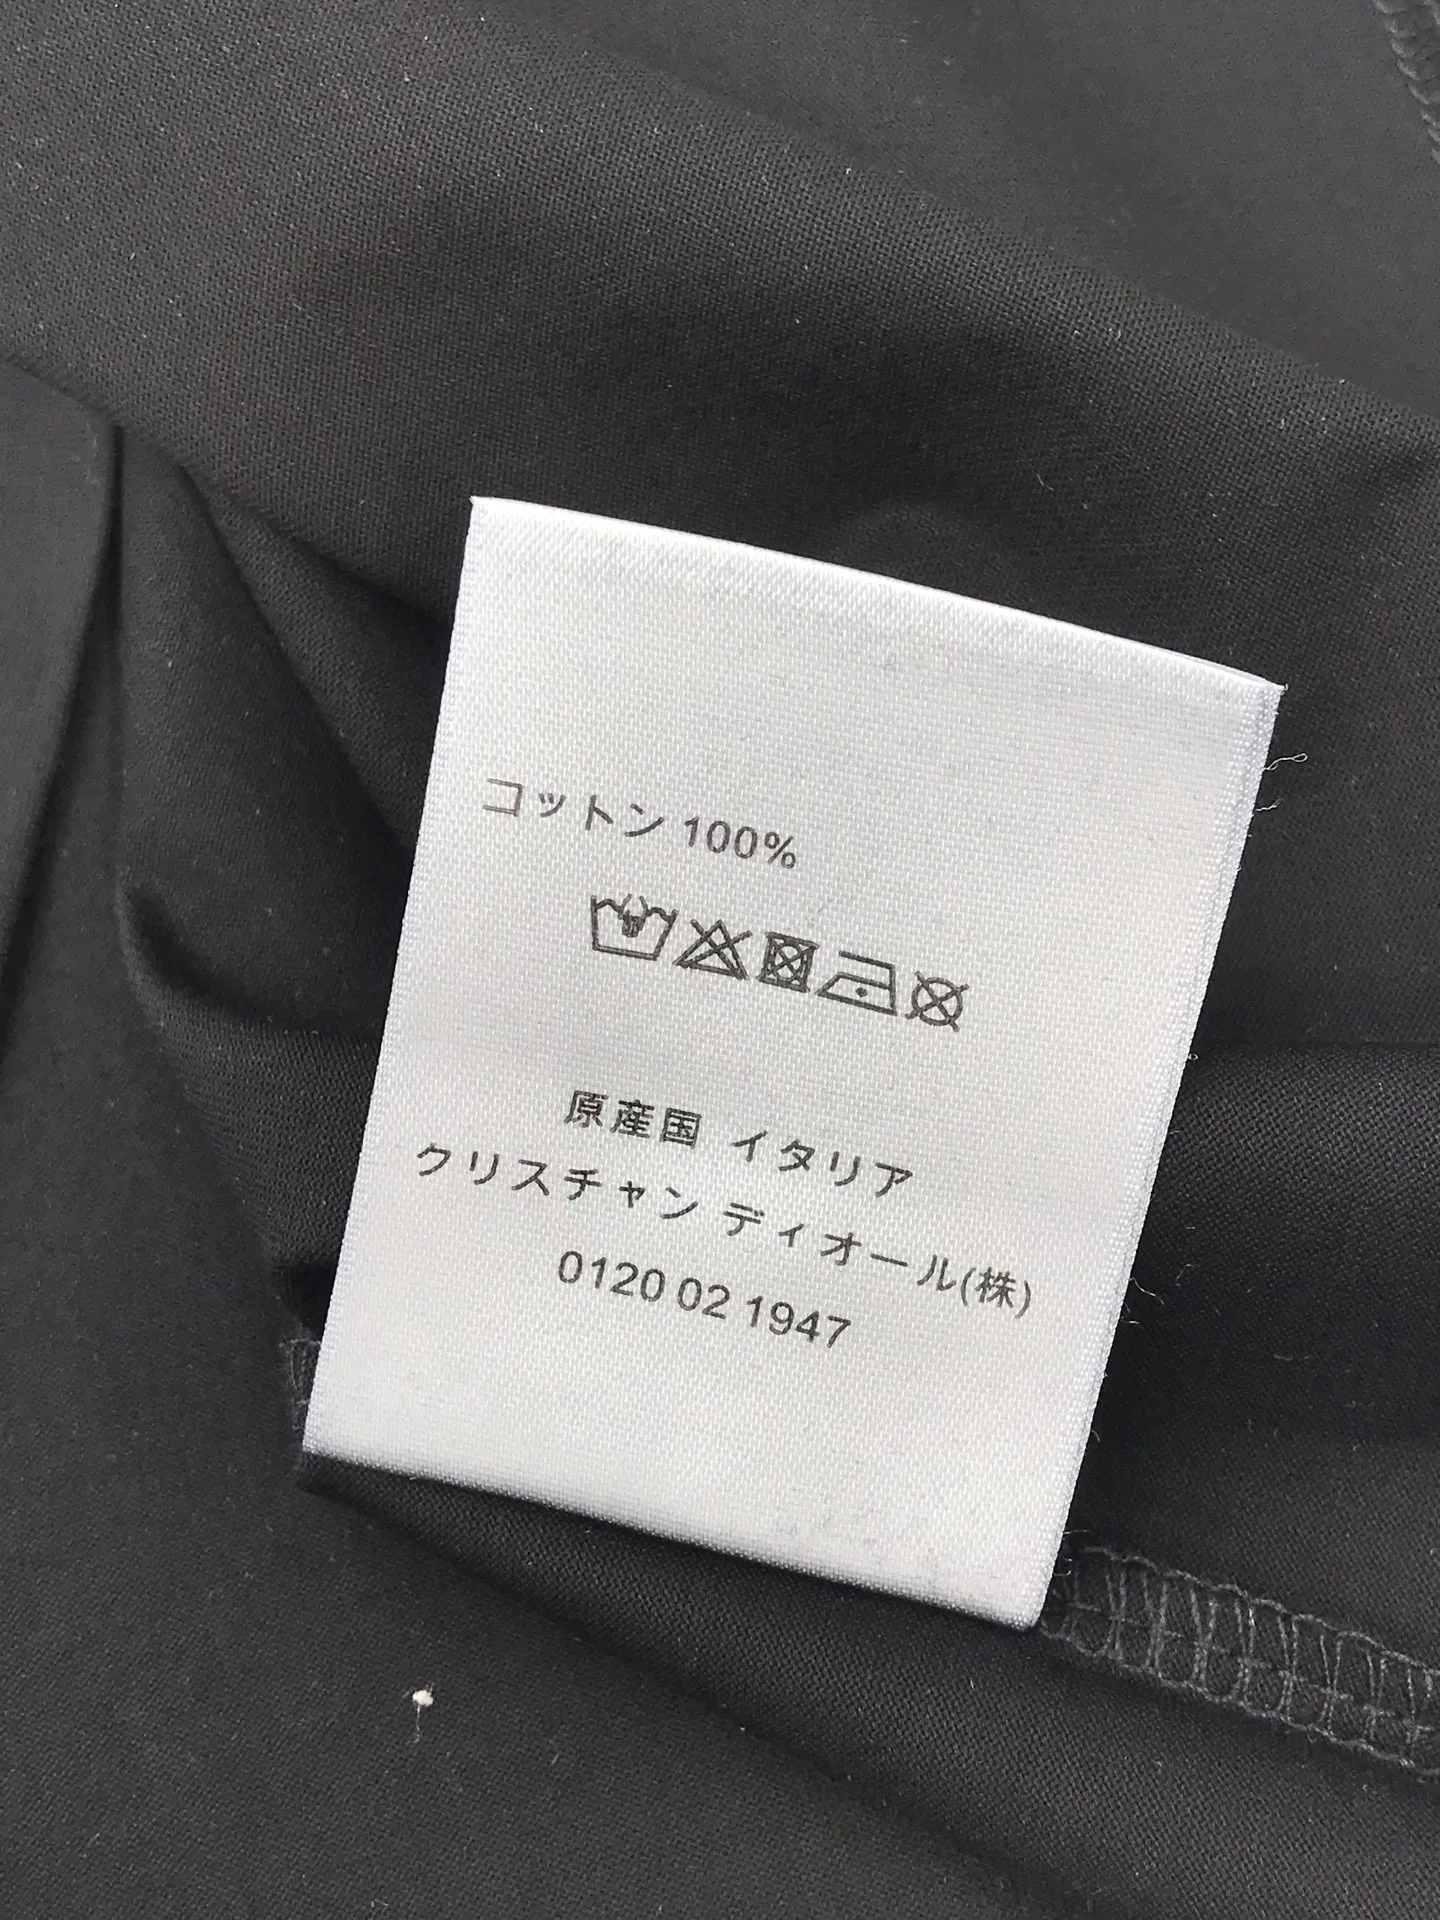 コットン 100%
原産国 イタリア
クリスチャン ディオール(株)
0120 02 1947